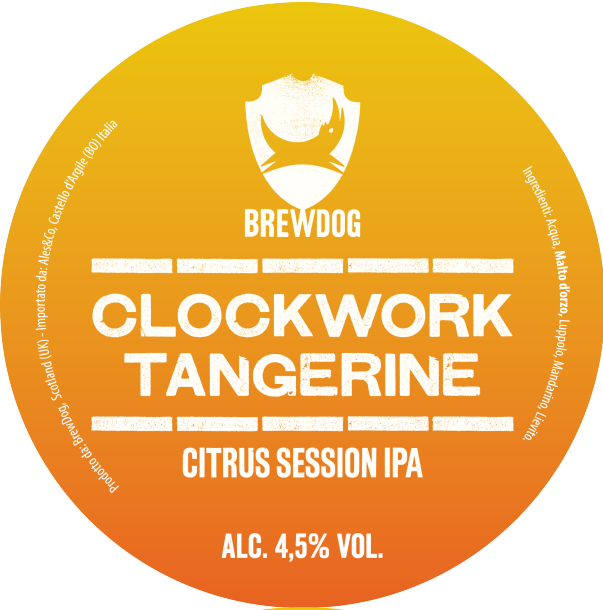 BREWDOG
CLOCKWORK
TANGERINE
CITRUS SESSION IPA
ALC. 4,5% VOL.
Prodotto da: BrewDog, Scotland (UK) - Importato da: Ales&Co, Castello d'Argile (BO) Italia
Ingredienti: Acqua, Malto d'orzo, Luppolo, Mandarino, Lievito.